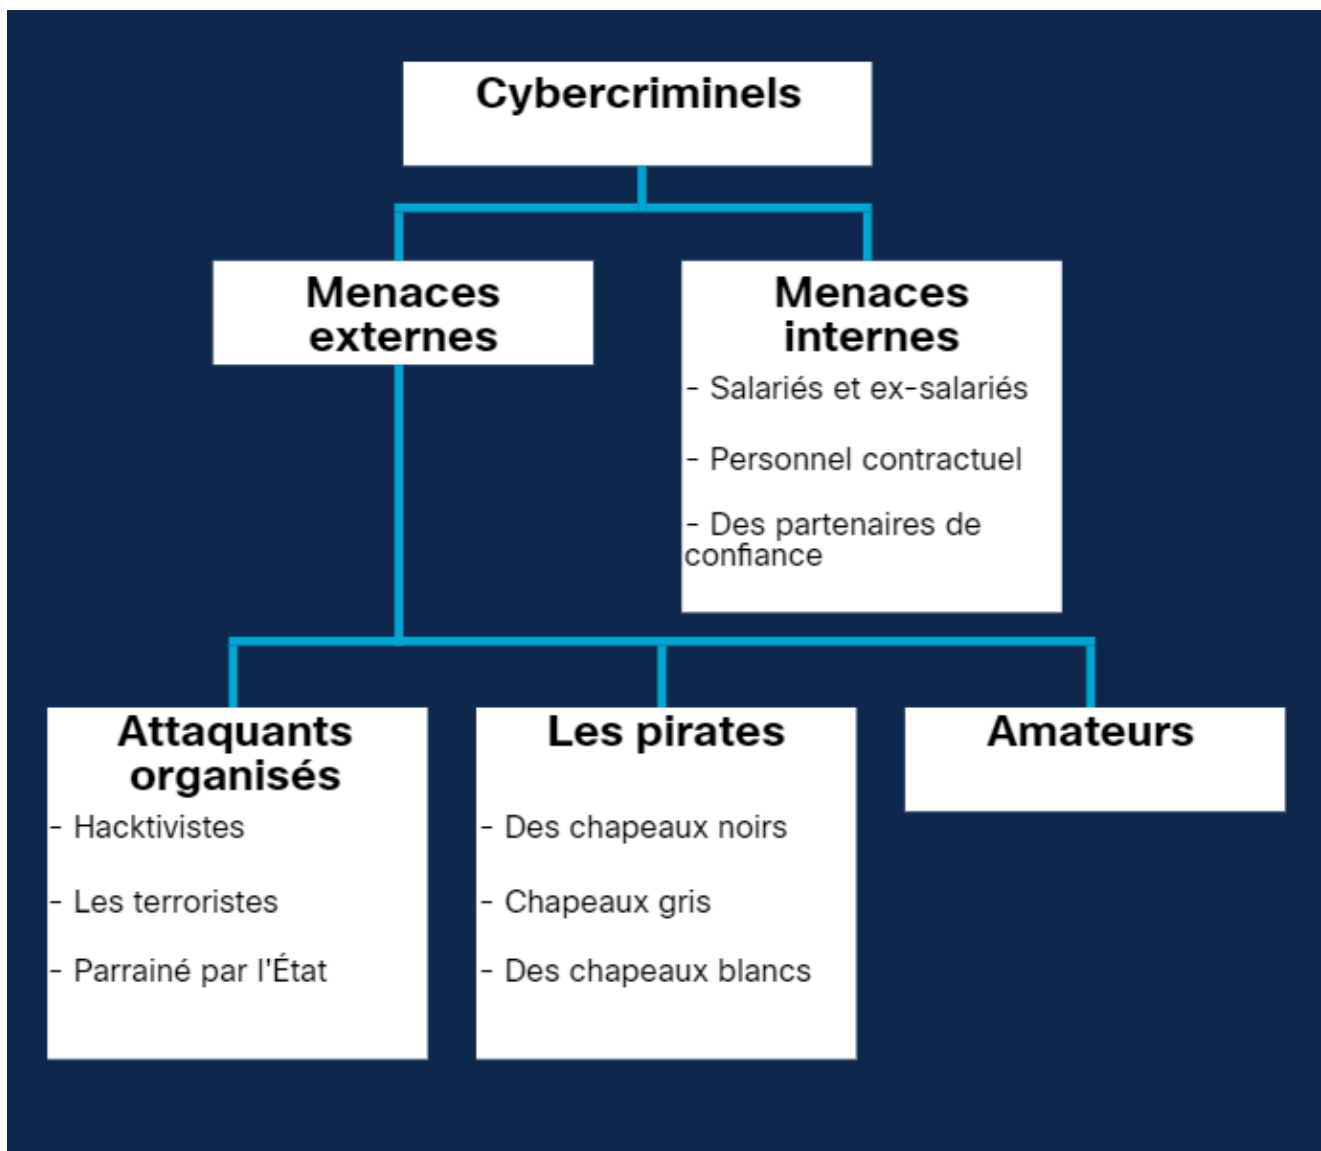 Cybercriminels
Menaces
externes
Menaces
internes
- Salariés et ex-salariés
- Personnel contractuel
- Des partenaires de
confiance
Attaquants
organisés
- Hacktivistes
- Les terroristes
- Parrainé par l'État
Les pirates
- Des chapeaux noirs
- Chapeaux gris
- Des chapeaux blancs
Amateurs